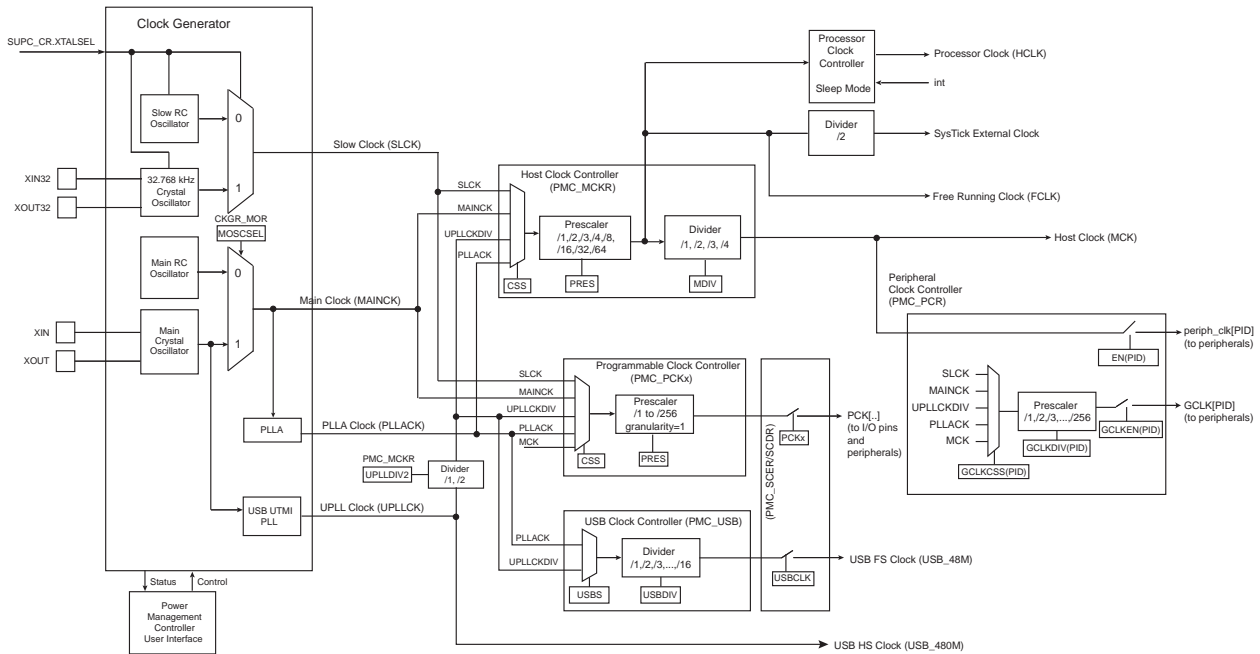 Clock Generator
SUPC_CR.XTALSEL
Slow RC
Oscillator
0
1
XIN32
XOUT32
32.768 kHz
Crystal
Oscillator
Slow Clock (SLCK)
CKGR_MOR
MOSCSEL
Main RC
Oscillator
0
1
XIN
XOUT
Main
Crystal
Oscillator
Main Clock (MAINCK)
PLLA
PLLA Clock (PLLACK)
PMC_MCKR
UPLLDIV2
Divider
/1, /2
USB UTMI
PLL
UPLL Clock (UPLLCK)
Status
Control
Power
Management
Controller
User Interface
Host Clock Controller
(PMC_MCKR)
SLCK
MAINCK
UPLLCKDIV
PLLACK
CSS
Prescaler
/1,/2,/3,/4,/8,
/16,/32,/64
PRES
Divider
/1, /2, /3, /4
MDIV
Processor
Clock
Controller
Sleep Mode
Processor Clock (HCLK)
int
Divider
/2
SysTick External Clock
Free Running Clock (FCLK)
Host Clock (MCK)
Programmable Clock Controller
(PMC_PCKx)
SLCK
MAINCK
UPLLCKDIV
PLLACK
MCK
CSS
Prescaler
/1 to /256
granularity=1
PRES
(PMC_SCER/SCDR)
PCKx
PCK[..]
(to I/O pins
and
peripherals)
USB Clock Controller (PMC_USB)
PLLACK
UPLLCKDIV
USBS
Divider
/1,/2,/3,...,/16
USBDIV
USBCLK
USB FS Clock (USB_48M)
USB HS Clock (USB_480M)
Peripheral
Clock Controller
(PMC_PCR)
EN(PID)
periph_clk[PID]
(to peripherals)
SLCK
MAINCK
UPLLCKDIV
PLLACK
MCK
GCLKCSS(PID)
Prescaler
/1,/2,/3,...,/256
GCLKDIV(PID)
GCLKEN(PID)
GCLK[PID]
(to peripherals)